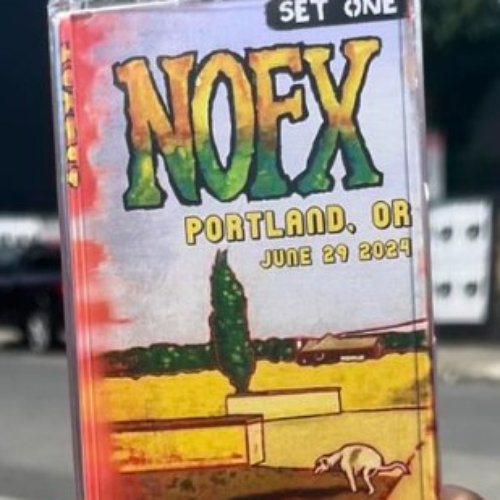 SET ONE
NOFX
PORTLAND, OR
JUNE 29 2024